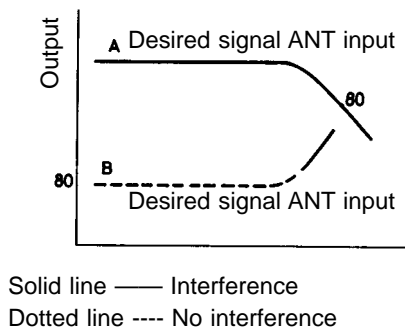 Output
A Desired signal ANT input
80
80 B
Desired signal ANT input
Solid line —— Interference
Dotted line ---- No interference